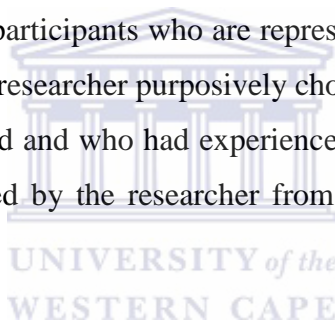 participants who are repres
researcher purposively cho
d and who had experience
ed by the researcher from
UNIVERSITY of the
WESTERN CAPE